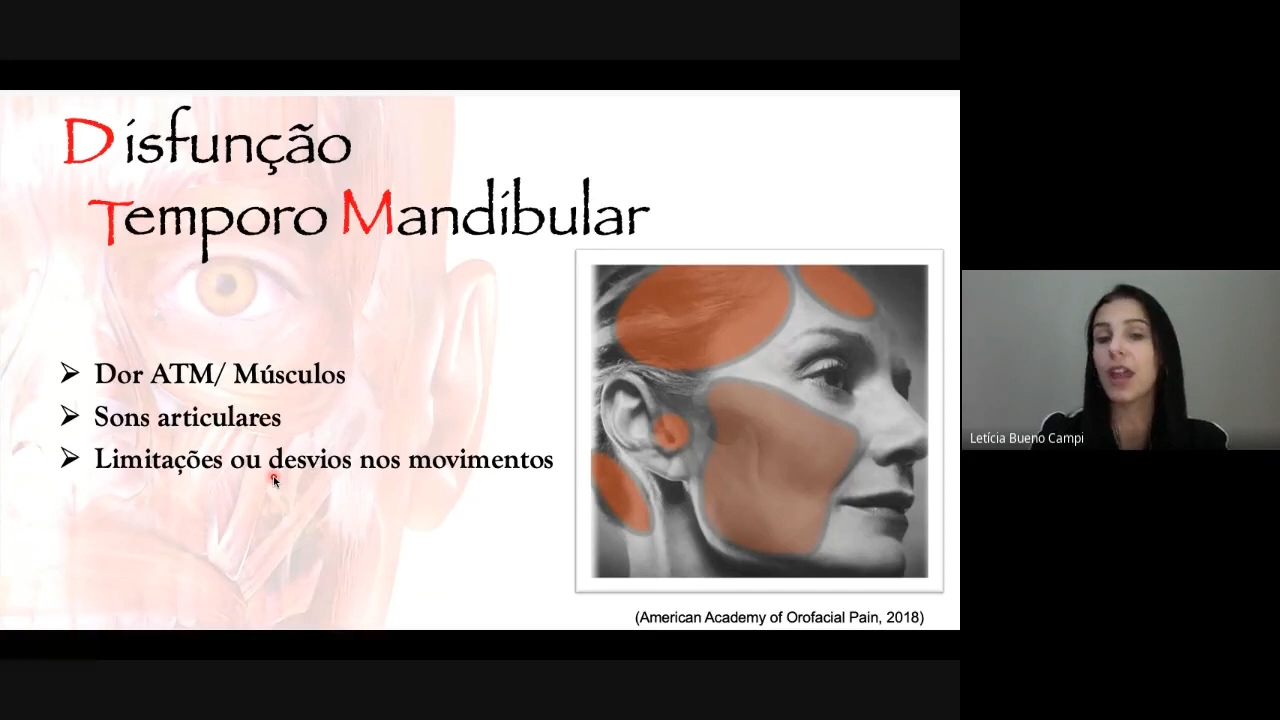 Disfunção
Temporo Mandibular
Dor ATM/ Músculos
Sons articulares
Limitações ou desvios nos movimentos
(American Academy of Orofacial Pain, 2018)
Letícia Bueno Campi